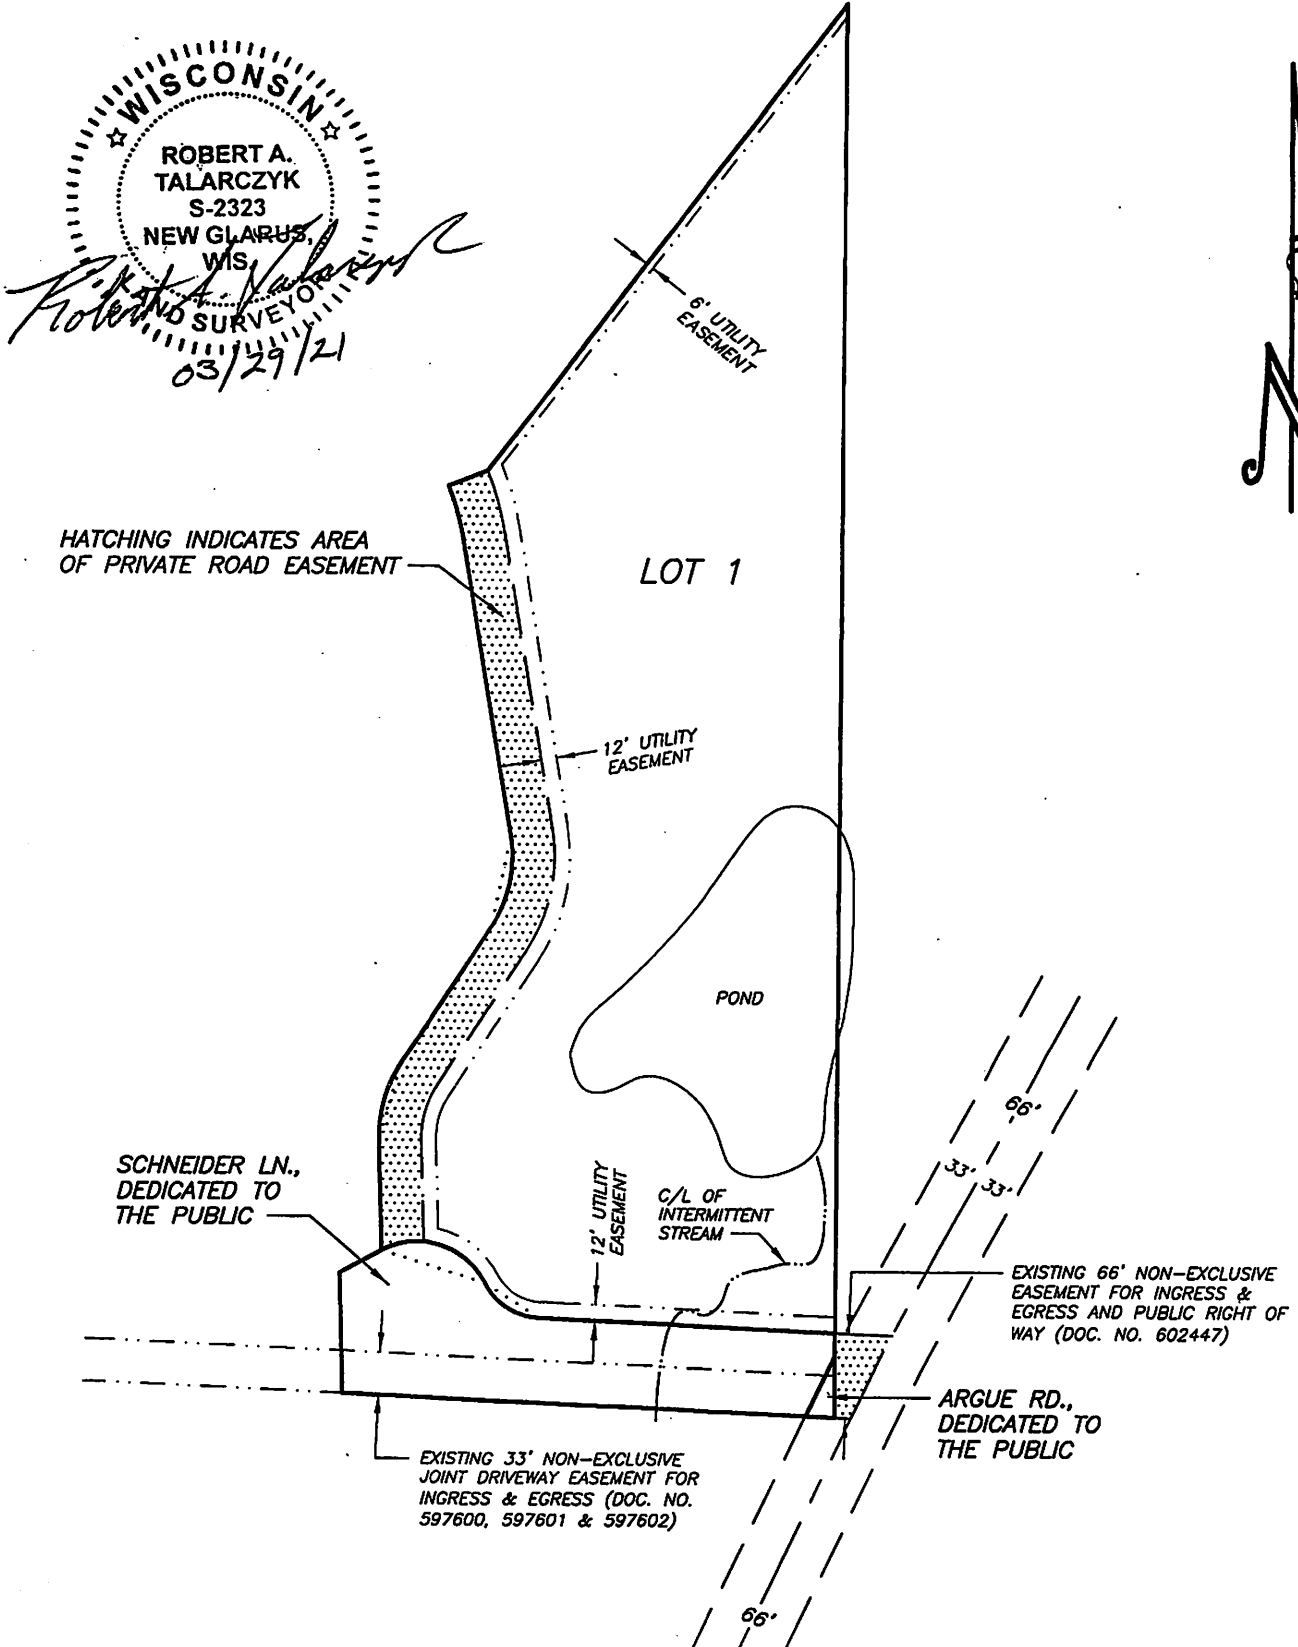 WISCONSIN
ROBERT A.
TALARCZYK
S-2323
NEW GLARUS,
WIS.
LAND SURVEYOR
Robert A. Talarczyk
03/29/21
6' UTILITY
EASEMENT
HATCHING INDICATES AREA
OF PRIVATE ROAD EASEMENT
LOT 1
12' UTILITY
EASEMENT
POND
66'
33' 33'
SCHNEIDER LN.,
DEDICATED TO
THE PUBLIC
12' UTILITY
EASEMENT
C/L OF
INTERMITTENT
STREAM
EXISTING 66' NON-EXCLUSIVE
EASEMENT FOR INGRESS &
EGRESS AND PUBLIC RIGHT OF
WAY (DOC. NO. 602447)
ARGUE RD.,
DEDICATED TO
THE PUBLIC
EXISTING 33' NON-EXCLUSIVE
JOINT DRIVEWAY EASEMENT FOR
INGRESS & EGRESS (DOC. NO.
597600, 597601 & 597602)
66'